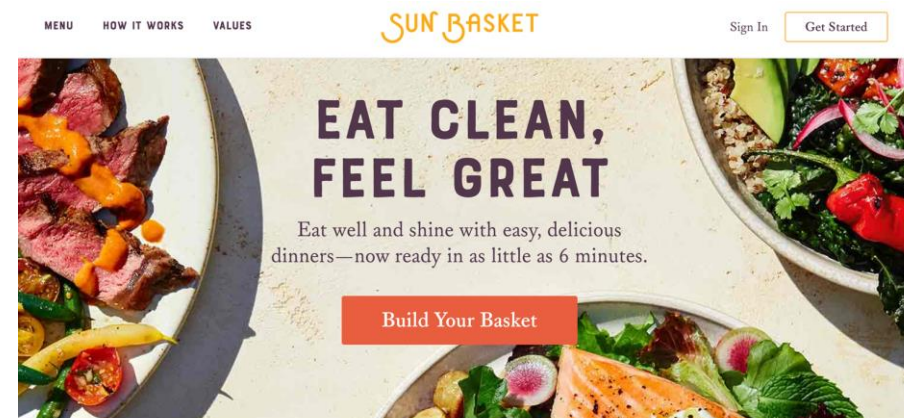 MENU
HOW IT WORKS
VALUES
SUN BASKET
Sign In
Get Started
EAT CLEAN,
FEEL GREAT
Eat well and shine with easy, delicious
dinners—now ready in as little as 6 minutes.
Build Your Basket